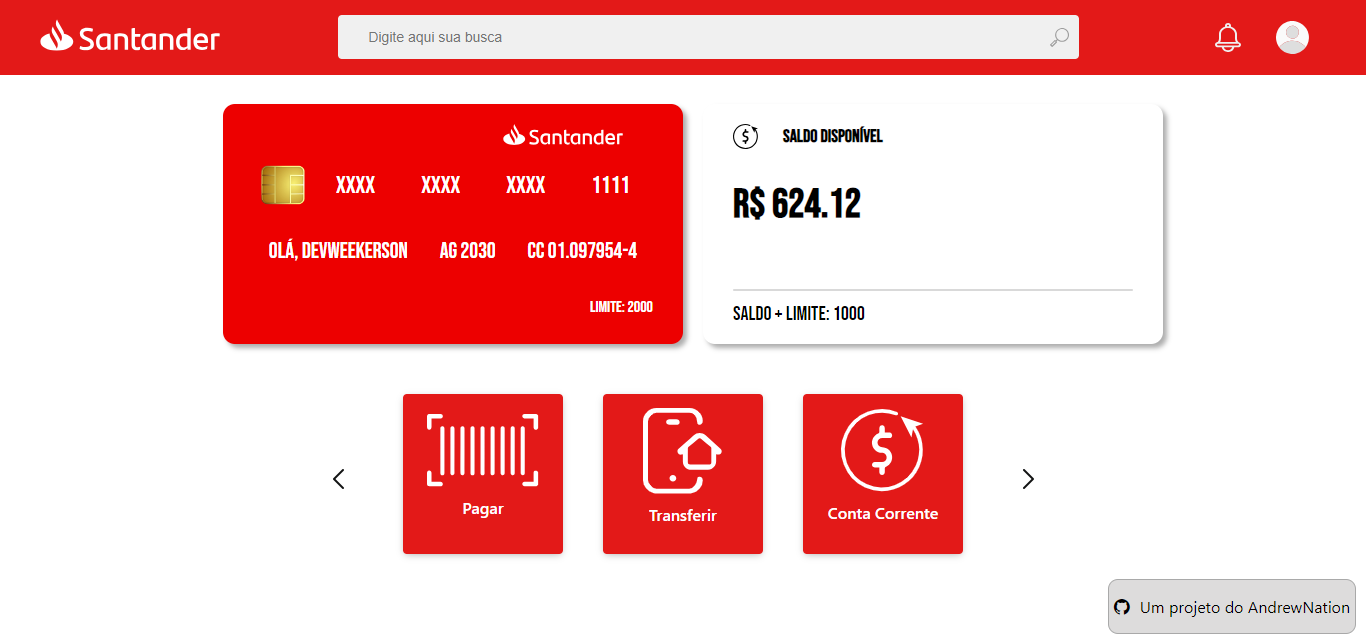 Santander
Digite aqui sua busca
Santander
XXXX XXXX XXXX 1111
OLÁ, DEVWEEKERSON AG 2030 CC 01.097954-4
LIMITE: 2000
SALDO DISPONÍVEL
R$ 624.12
SALDO + LIMITE: 1000
Pagar
Transferir
Conta Corrente
Um projeto do AndrewNation